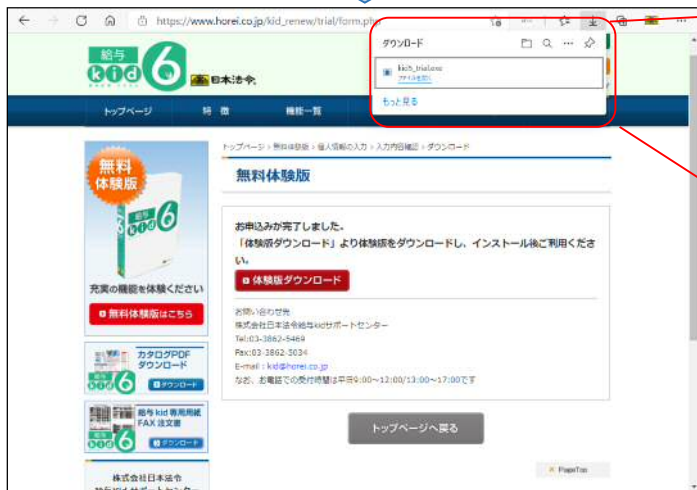 https://www.horei.co.jp/kid_renew/trial/form.ph
ダウンロード
kid6_trial.exe
ファイルを開く
もっと見る
給与
kid6
日本法令
トップページ
特 徴
機能一覧
トップページ > 無料体験版 > 個人情報の入力 > 入力内容確認 > ダウンロード
無料体験版
無料
体験版
給与
kid6
充実の機能を体験ください
無料体験版はこちら
お申込みが完了しました。
「体験版ダウンロード」より体験版をダウンロードし、インストール後ご利用くださ
い。
体験版ダウンロード
お問い合わせ先
株式会社日本法令給与kidサポートセンター
Tel:03-3862-5469
Fax:03-3862-5034
E-mail : kid@horei.co.jp
なお、お電話での受付時間は平日9:00~12:00/13:00~17:00です
カタログPDF
ダウンロード
給与
kid6
ダウンロード
給与 kid 専用用紙
FAX 注文書
給与
kid6
ダウンロード
トップページへ戻る
PageTop
株式会社日本法令